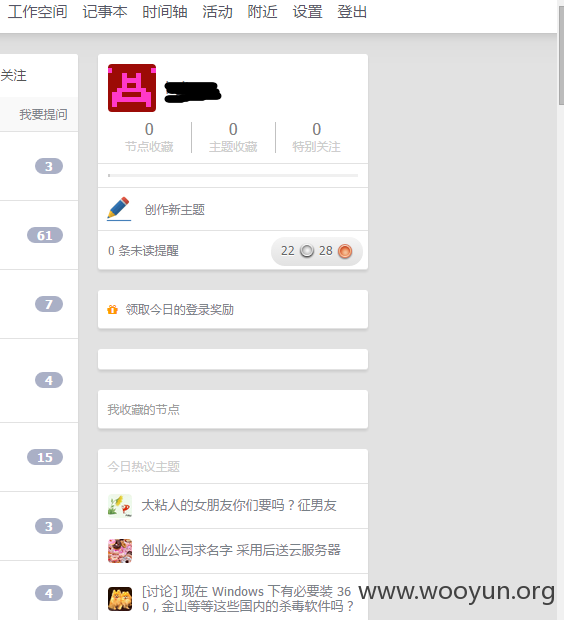 工作空间 记事本 时间轴 活动 附近 设置 登出
关注
我要提问
3
61
7
4
15
3
4
0 0 0
节点收藏 主题收藏 特别关注
创作新主题
0 条未读提醒 22 28
领取今日的登录奖励
我收藏的节点
今日热议主题
太粘人的女朋友你们要吗？征男友
创业公司求名字 采用后送云服务器
[讨论] 现在 Windows 下有必要装 36
0，金山等等这些国内的杀毒软件吗？
www.wooyun.org